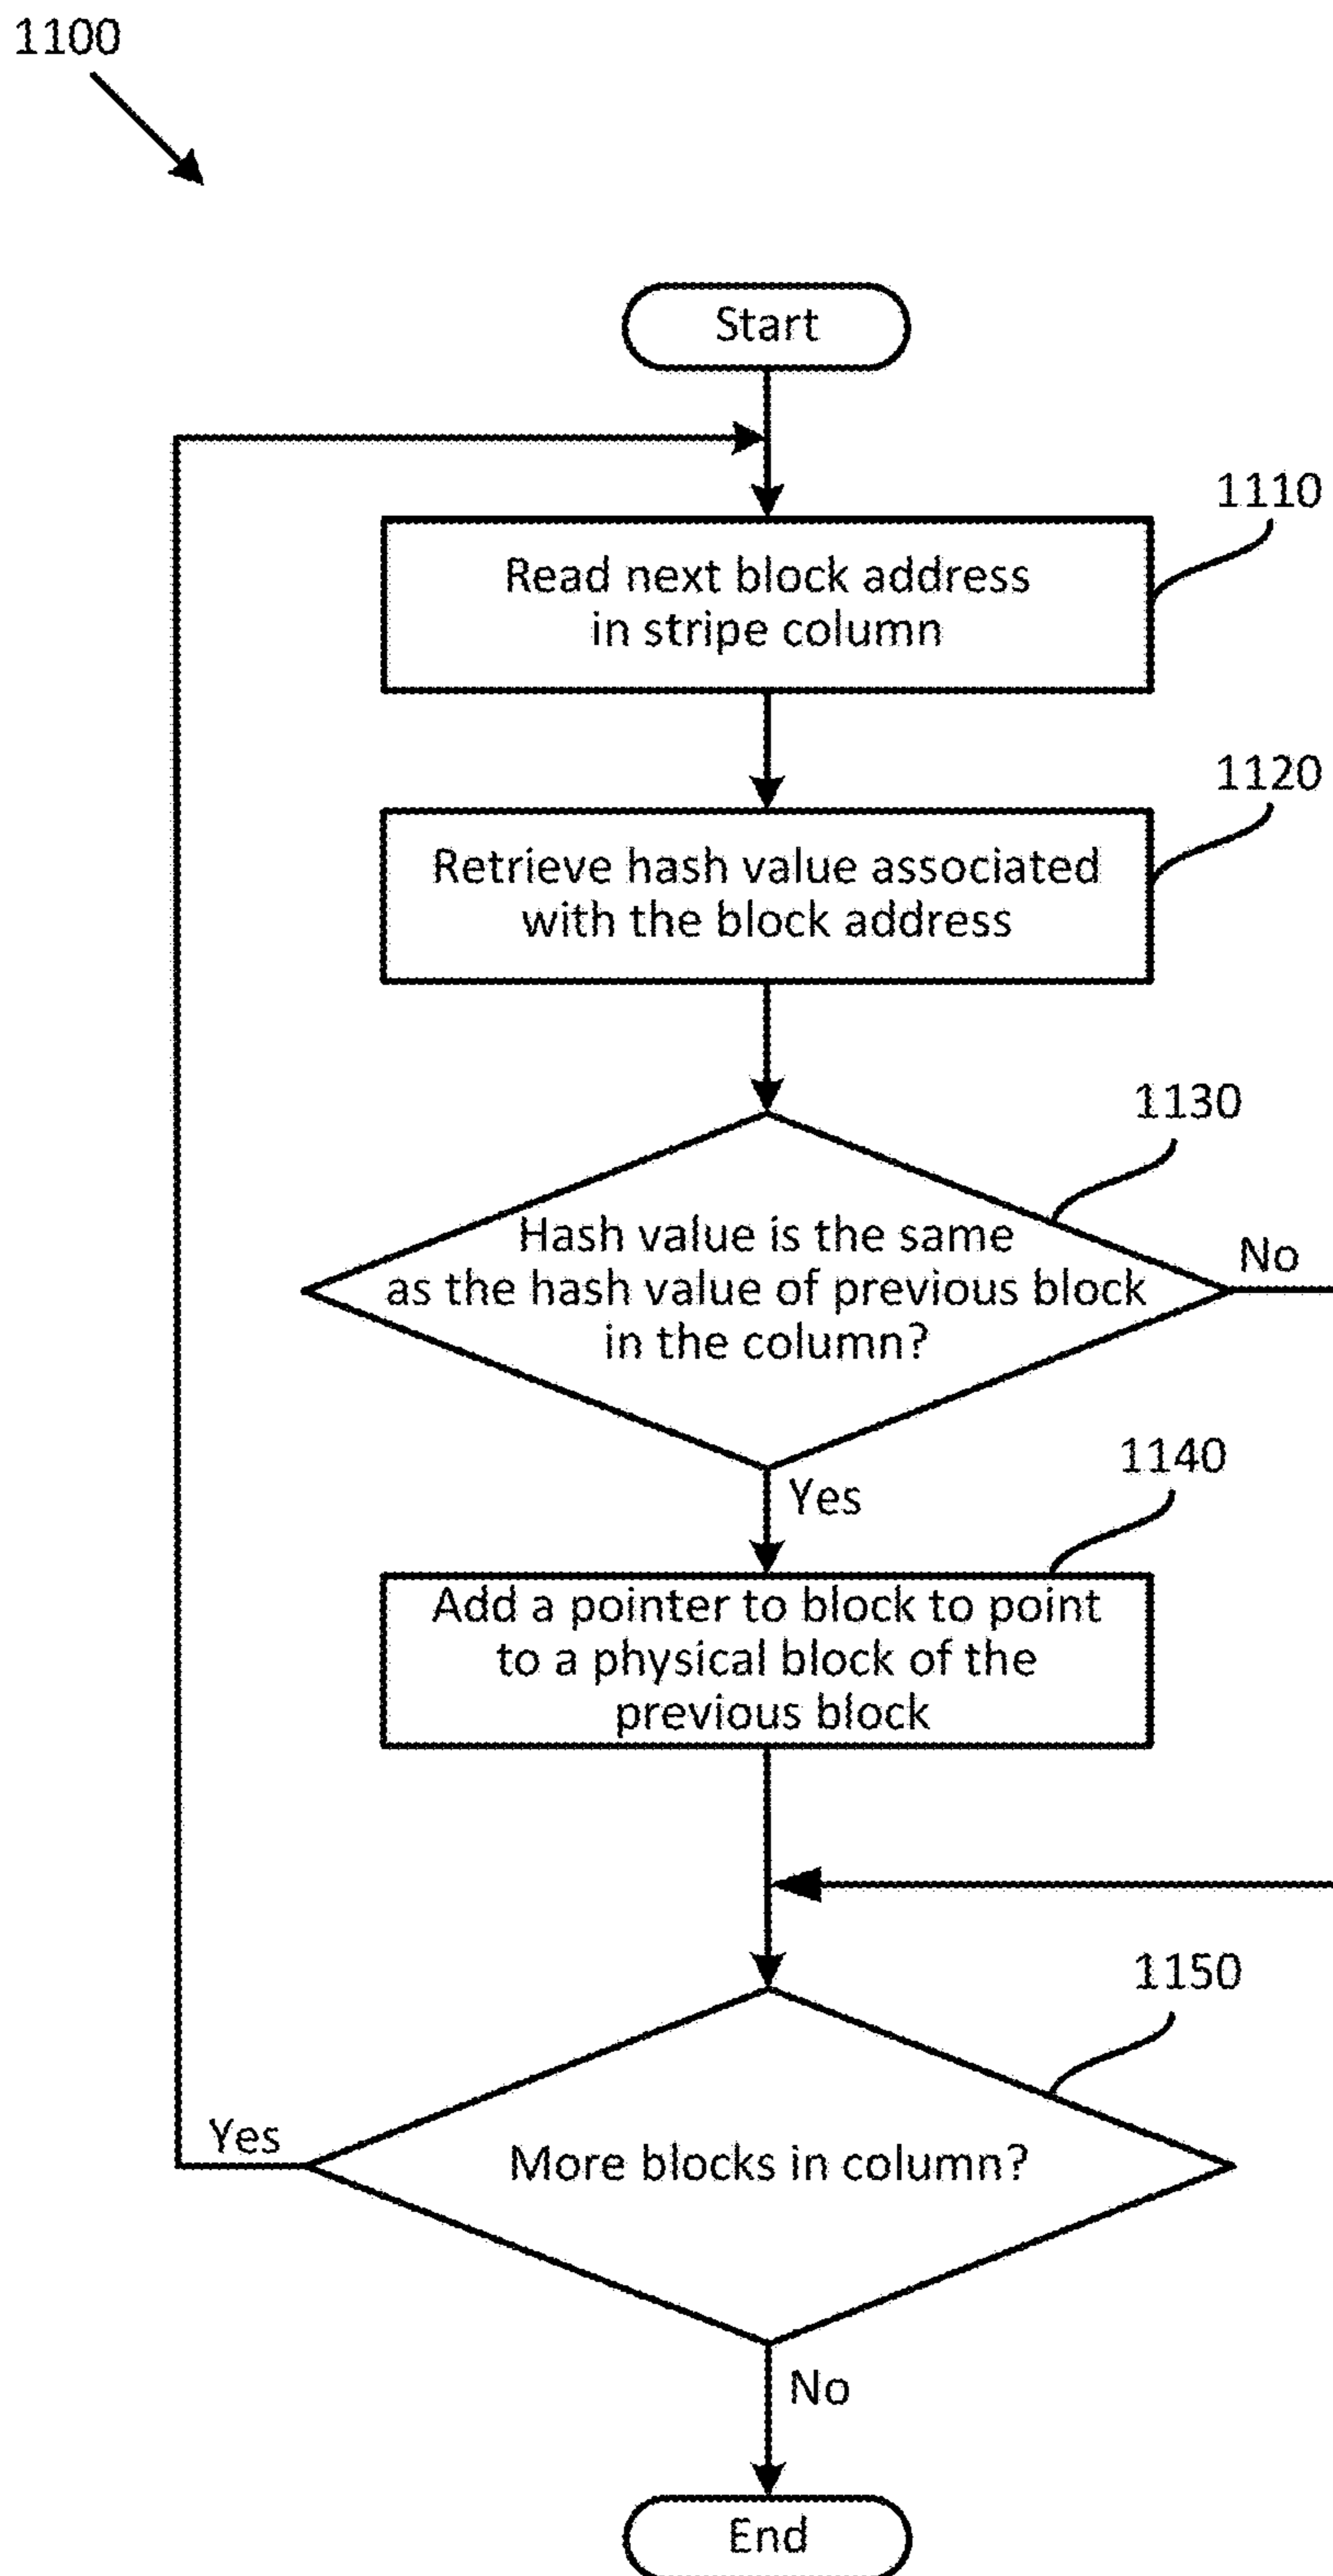 1100
Start
1110
Read next block address
in stripe column
1120
Retrieve hash value associated
with the block address
1130
Hash value is the same
as the hash value of previous block
in the column?
No
Yes
1140
Add a pointer to block to point
to a physical block of the
previous block
1150
More blocks in column?
Yes
No
End